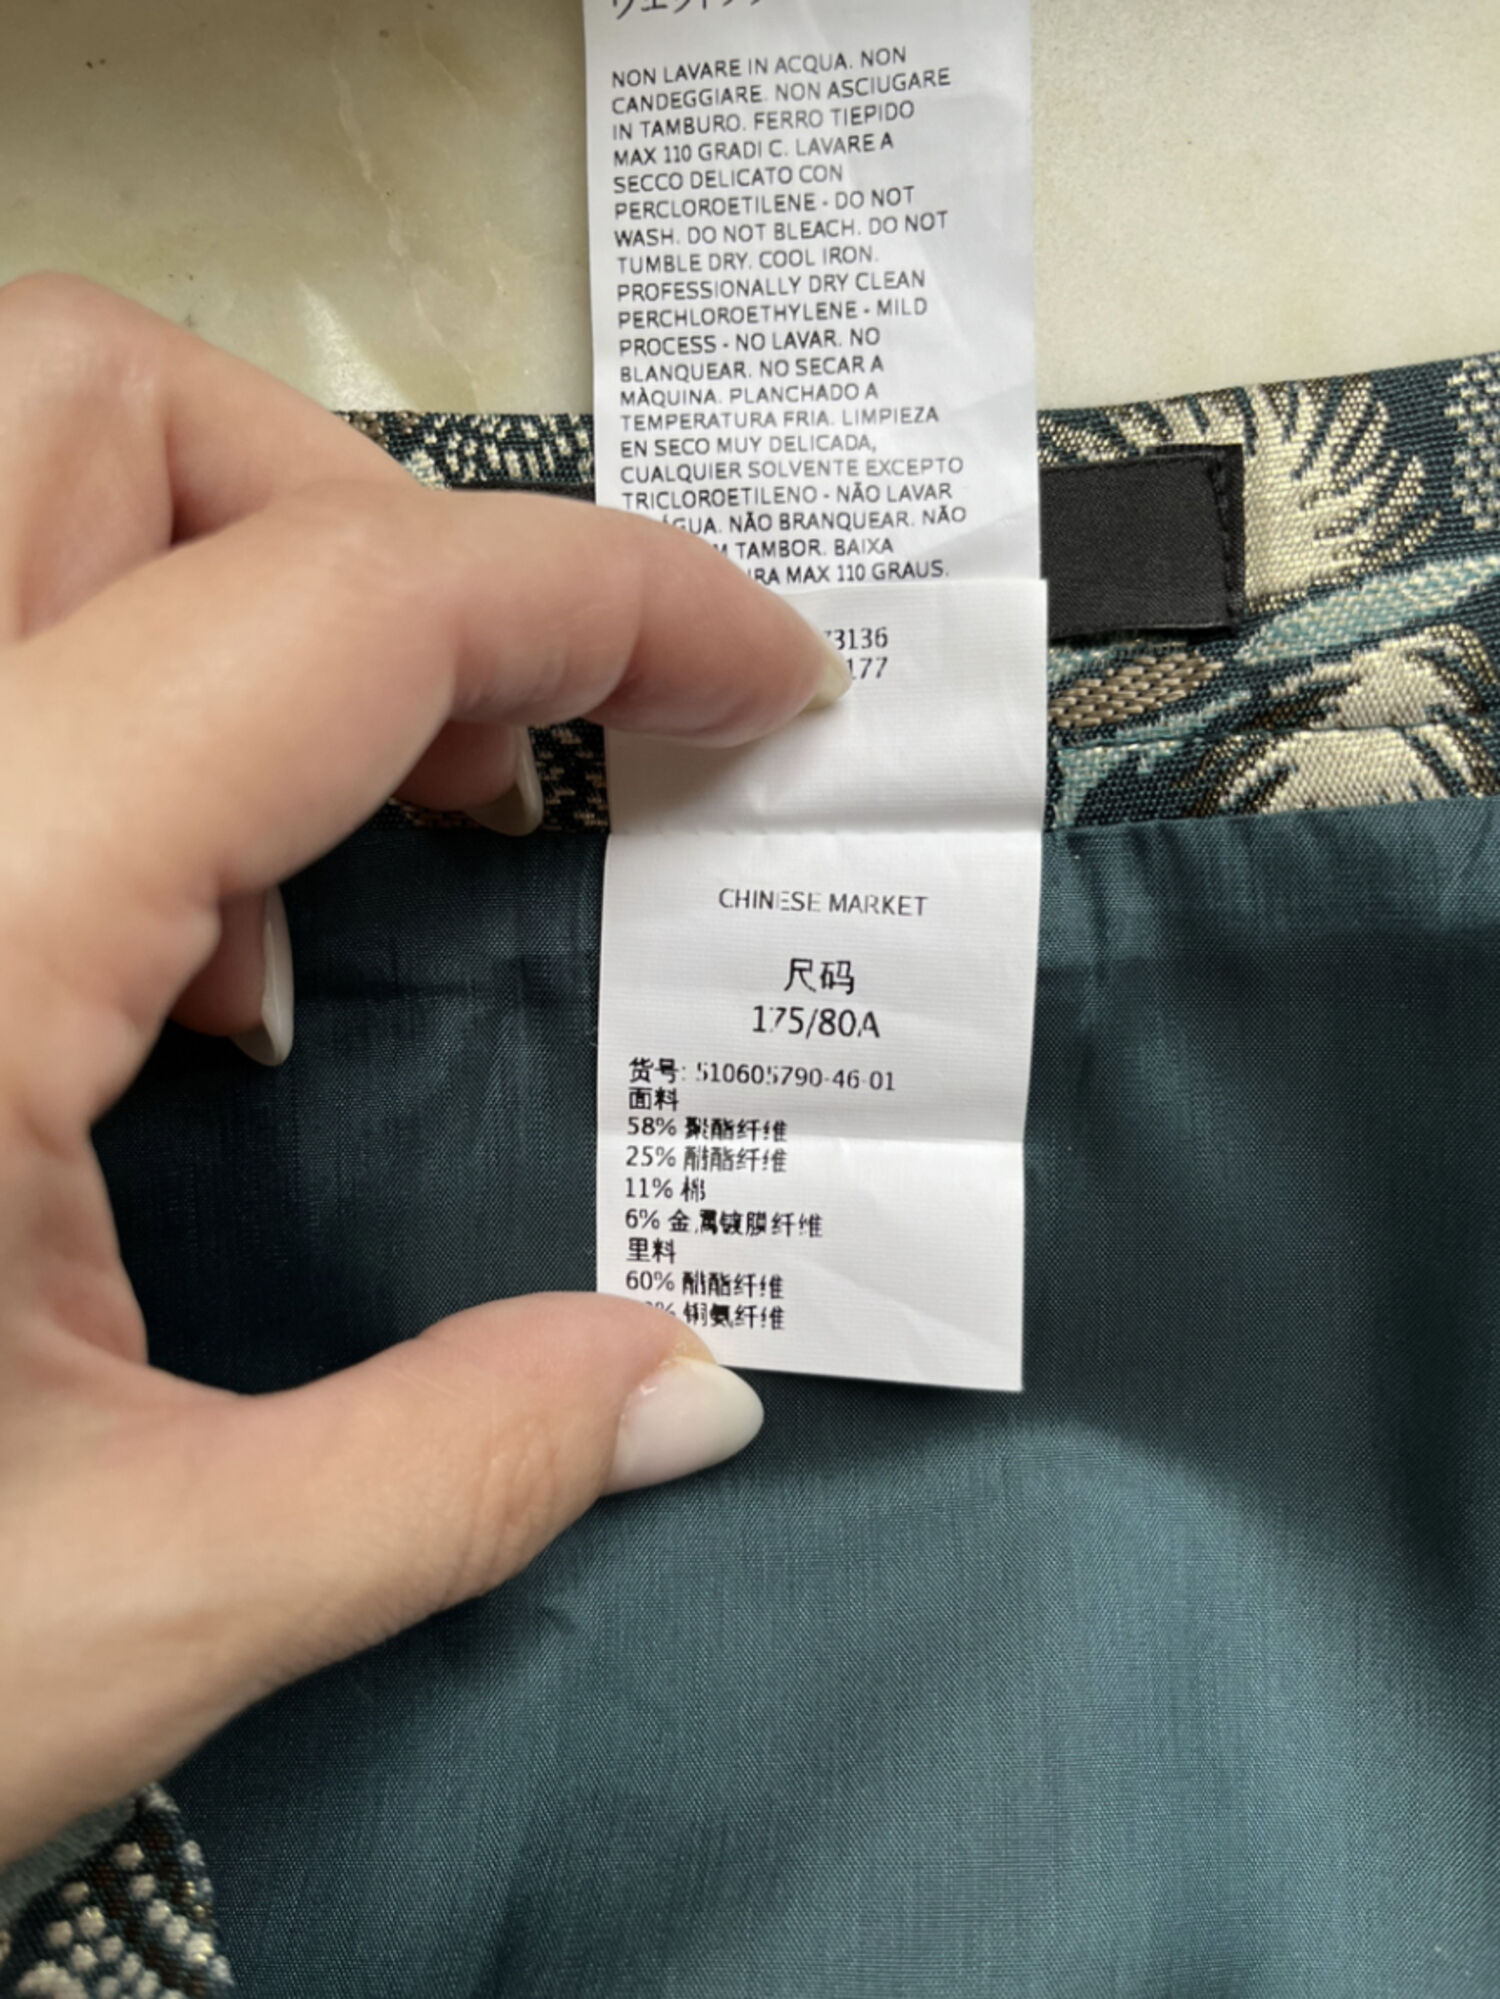 NON LAVARE IN ACQUA. NON
CANDEGGIARE. NON ASCIUGARE
IN TAMBURO. FERRO TIEPIDO
MAX 110 GRADI C. LAVARE A
SECCO DELICATO CON
PERCLOROETILENE - DO NOT
WASH. DO NOT BLEACH. DO NOT
TUMBLE DRY. COOL IRON.
PROFESSIONALLY DRY CLEAN
PERCHLOROETHYLENE - MILD
PROCESS - NO LAVAR. NO
BLANQUEAR. NO SECAR A
MÀQUINA. PLANCHADO A
TEMPERATURA FRIA. LIMPIEZA
EN SECO MUY DELICADA,
CUALQUIER SOLVENTE EXCEPTO
TRICLOROETILENO - NÃO LAVAR
NÃO BRANQUEAR. NÃO
TAMBOR. BAIXA
MAX 110 GRAUS.
3136
177
CHINESE MARKET
尺码
175/80A
货号: 510605790-46-01
面料
58% 聚酯纤维
25% 醋酯纤维
11% 棉
6% 金属镀膜纤维
里料
60% 醋酯纤维
% 铜氨纤维